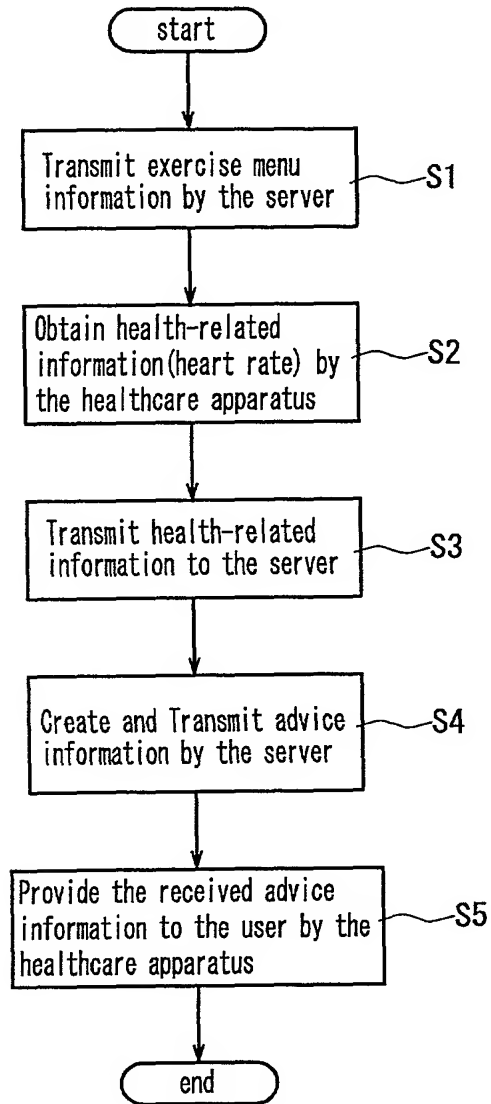 start
Transmit exercise menu
information by the server
S1
Obtain health-related
information(heart rate) by
the healthcare apparatus
S2
Transmit health-related
information to the server
S3
Create and Transmit advice
information by the server
S4
Provide the received advice
information to the user by the
healthcare apparatus
S5
end